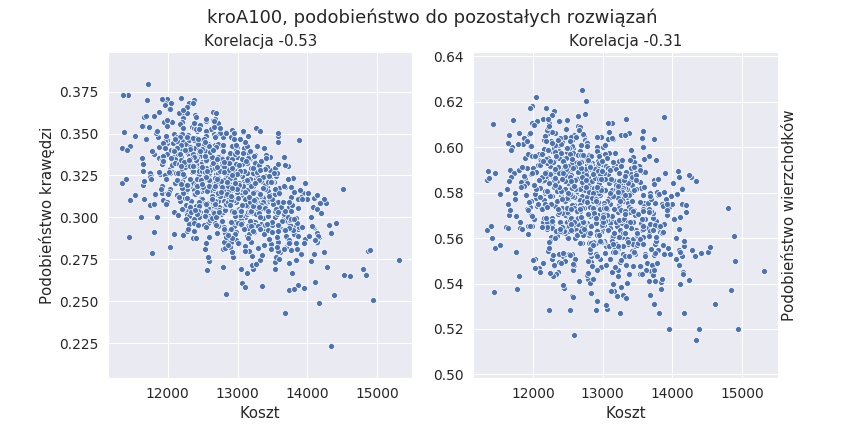 kroA100, podobieństwo do pozostałych rozwiązań
Korelacja -0.53
Podobieństwo krawędzi
0.375
0.350
0.325
0.300
0.275
0.250
0.225
12000 13000 14000 15000
Koszt
Korelacja -0.31
0.64
0.62
0.60
0.58
0.56
0.54
0.52
0.50
12000 13000 14000 15000
Koszt
Podobieństwo wierzchołków